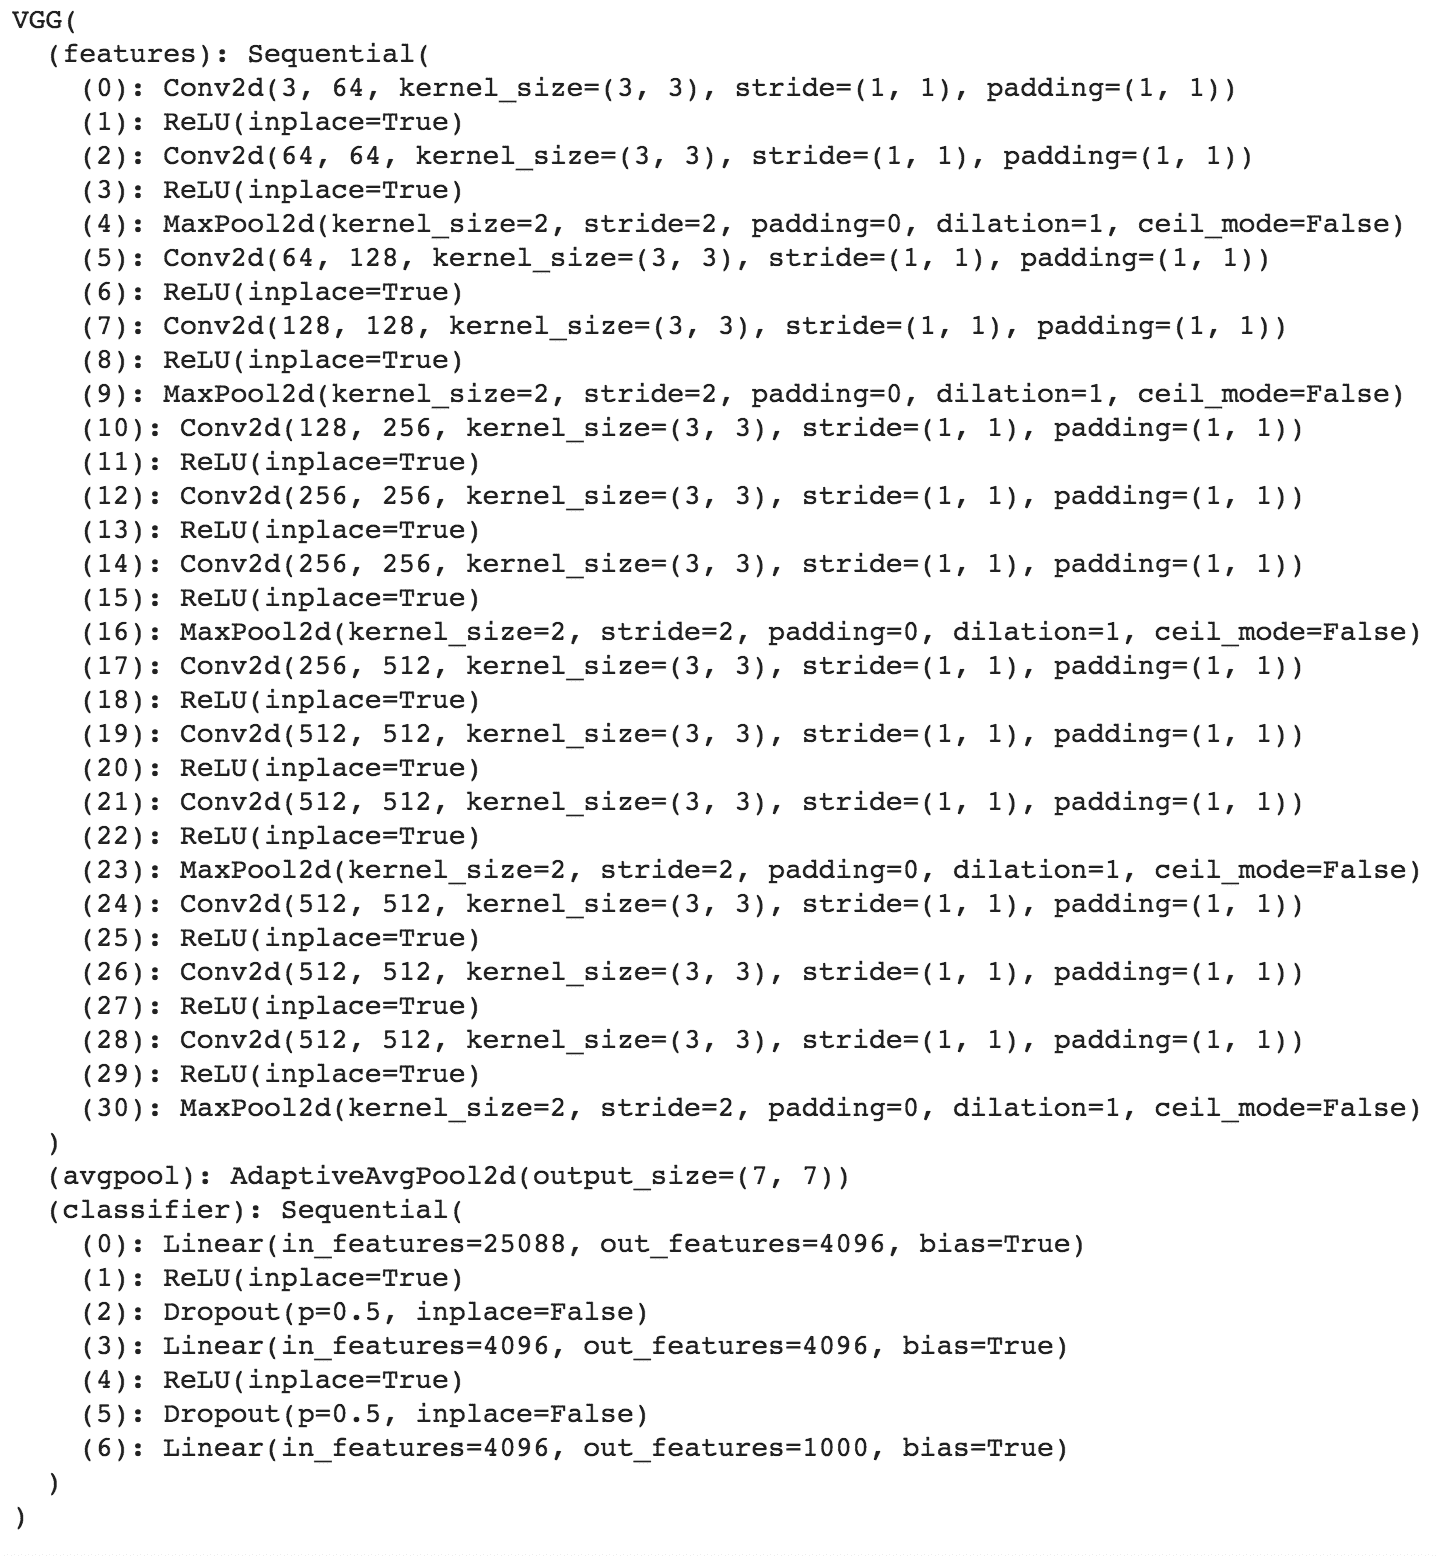 VGG(
  (features): Sequential(
    (0): Conv2d(3, 64, kernel_size=(3, 3), stride=(1, 1), padding=(1, 1))
    (1): ReLU(inplace=True)
    (2): Conv2d(64, 64, kernel_size=(3, 3), stride=(1, 1), padding=(1, 1))
    (3): ReLU(inplace=True)
    (4): MaxPool2d(kernel_size=2, stride=2, padding=0, dilation=1, ceil_mode=False)
    (5): Conv2d(64, 128, kernel_size=(3, 3), stride=(1, 1), padding=(1, 1))
    (6): ReLU(inplace=True)
    (7): Conv2d(128, 128, kernel_size=(3, 3), stride=(1, 1), padding=(1, 1))
    (8): ReLU(inplace=True)
    (9): MaxPool2d(kernel_size=2, stride=2, padding=0, dilation=1, ceil_mode=False)
    (10): Conv2d(128, 256, kernel_size=(3, 3), stride=(1, 1), padding=(1, 1))
    (11): ReLU(inplace=True)
    (12): Conv2d(256, 256, kernel_size=(3, 3), stride=(1, 1), padding=(1, 1))
    (13): ReLU(inplace=True)
    (14): Conv2d(256, 256, kernel_size=(3, 3), stride=(1, 1), padding=(1, 1))
    (15): ReLU(inplace=True)
    (16): MaxPool2d(kernel_size=2, stride=2, padding=0, dilation=1, ceil_mode=False)
    (17): Conv2d(256, 512, kernel_size=(3, 3), stride=(1, 1), padding=(1, 1))
    (18): ReLU(inplace=True)
    (19): Conv2d(512, 512, kernel_size=(3, 3), stride=(1, 1), padding=(1, 1))
    (20): ReLU(inplace=True)
    (21): Conv2d(512, 512, kernel_size=(3, 3), stride=(1, 1), padding=(1, 1))
    (22): ReLU(inplace=True)
    (23): MaxPool2d(kernel_size=2, stride=2, padding=0, dilation=1, ceil_mode=False)
    (24): Conv2d(512, 512, kernel_size=(3, 3), stride=(1, 1), padding=(1, 1))
    (25): ReLU(inplace=True)
    (26): Conv2d(512, 512, kernel_size=(3, 3), stride=(1, 1), padding=(1, 1))
    (27): ReLU(inplace=True)
    (28): Conv2d(512, 512, kernel_size=(3, 3), stride=(1, 1), padding=(1, 1))
    (29): ReLU(inplace=True)
    (30): MaxPool2d(kernel_size=2, stride=2, padding=0, dilation=1, ceil_mode=False)
  )
  (avgpool): AdaptiveAvgPool2d(output_size=(7, 7))
  (classifier): Sequential(
    (0): Linear(in_features=25088, out_features=4096, bias=True)
    (1): ReLU(inplace=True)
    (2): Dropout(p=0.5, inplace=False)
    (3): Linear(in_features=4096, out_features=4096, bias=True)
    (4): ReLU(inplace=True)
    (5): Dropout(p=0.5, inplace=False)
    (6): Linear(in_features=4096, out_features=1000, bias=True)
  )
)